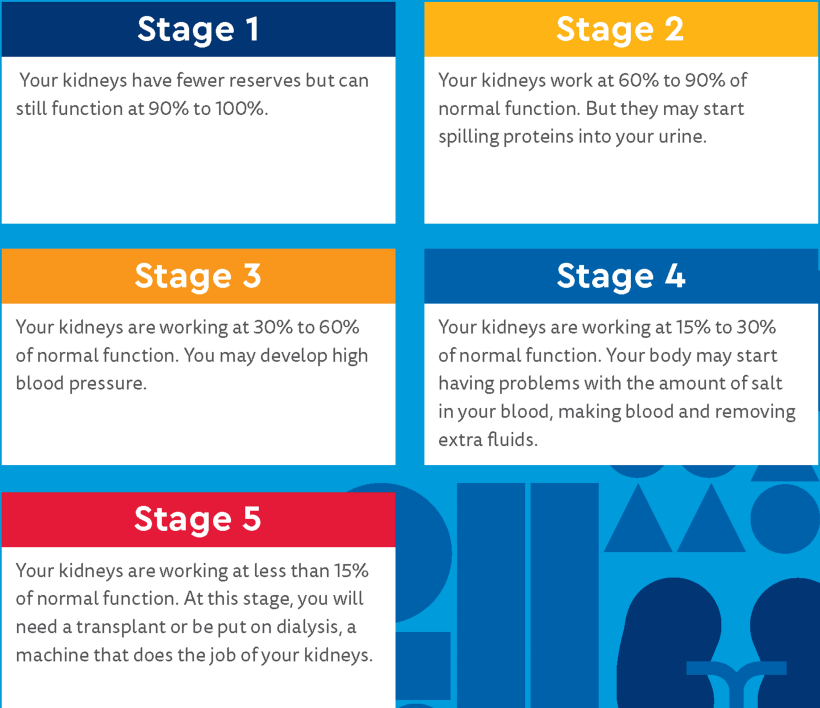 Stage 1
Your kidneys have fewer reserves but can
still function at 90% to 100%.
Stage 2
Your kidneys work at 60% to 90% of
normal function. But they may start
spilling proteins into your urine.
Stage 3
Your kidneys are working at 30% to 60%
of normal function. You may develop high
blood pressure.
Stage 4
Your kidneys are working at 15% to 30%
of normal function. Your body may start
having problems with the amount of salt
in your blood, making blood and removing
extra fluids.
Stage 5
Your kidneys are working at less than 15%
of normal function. At this stage, you will
need a transplant or be put on dialysis, a
machine that does the job of your kidneys.